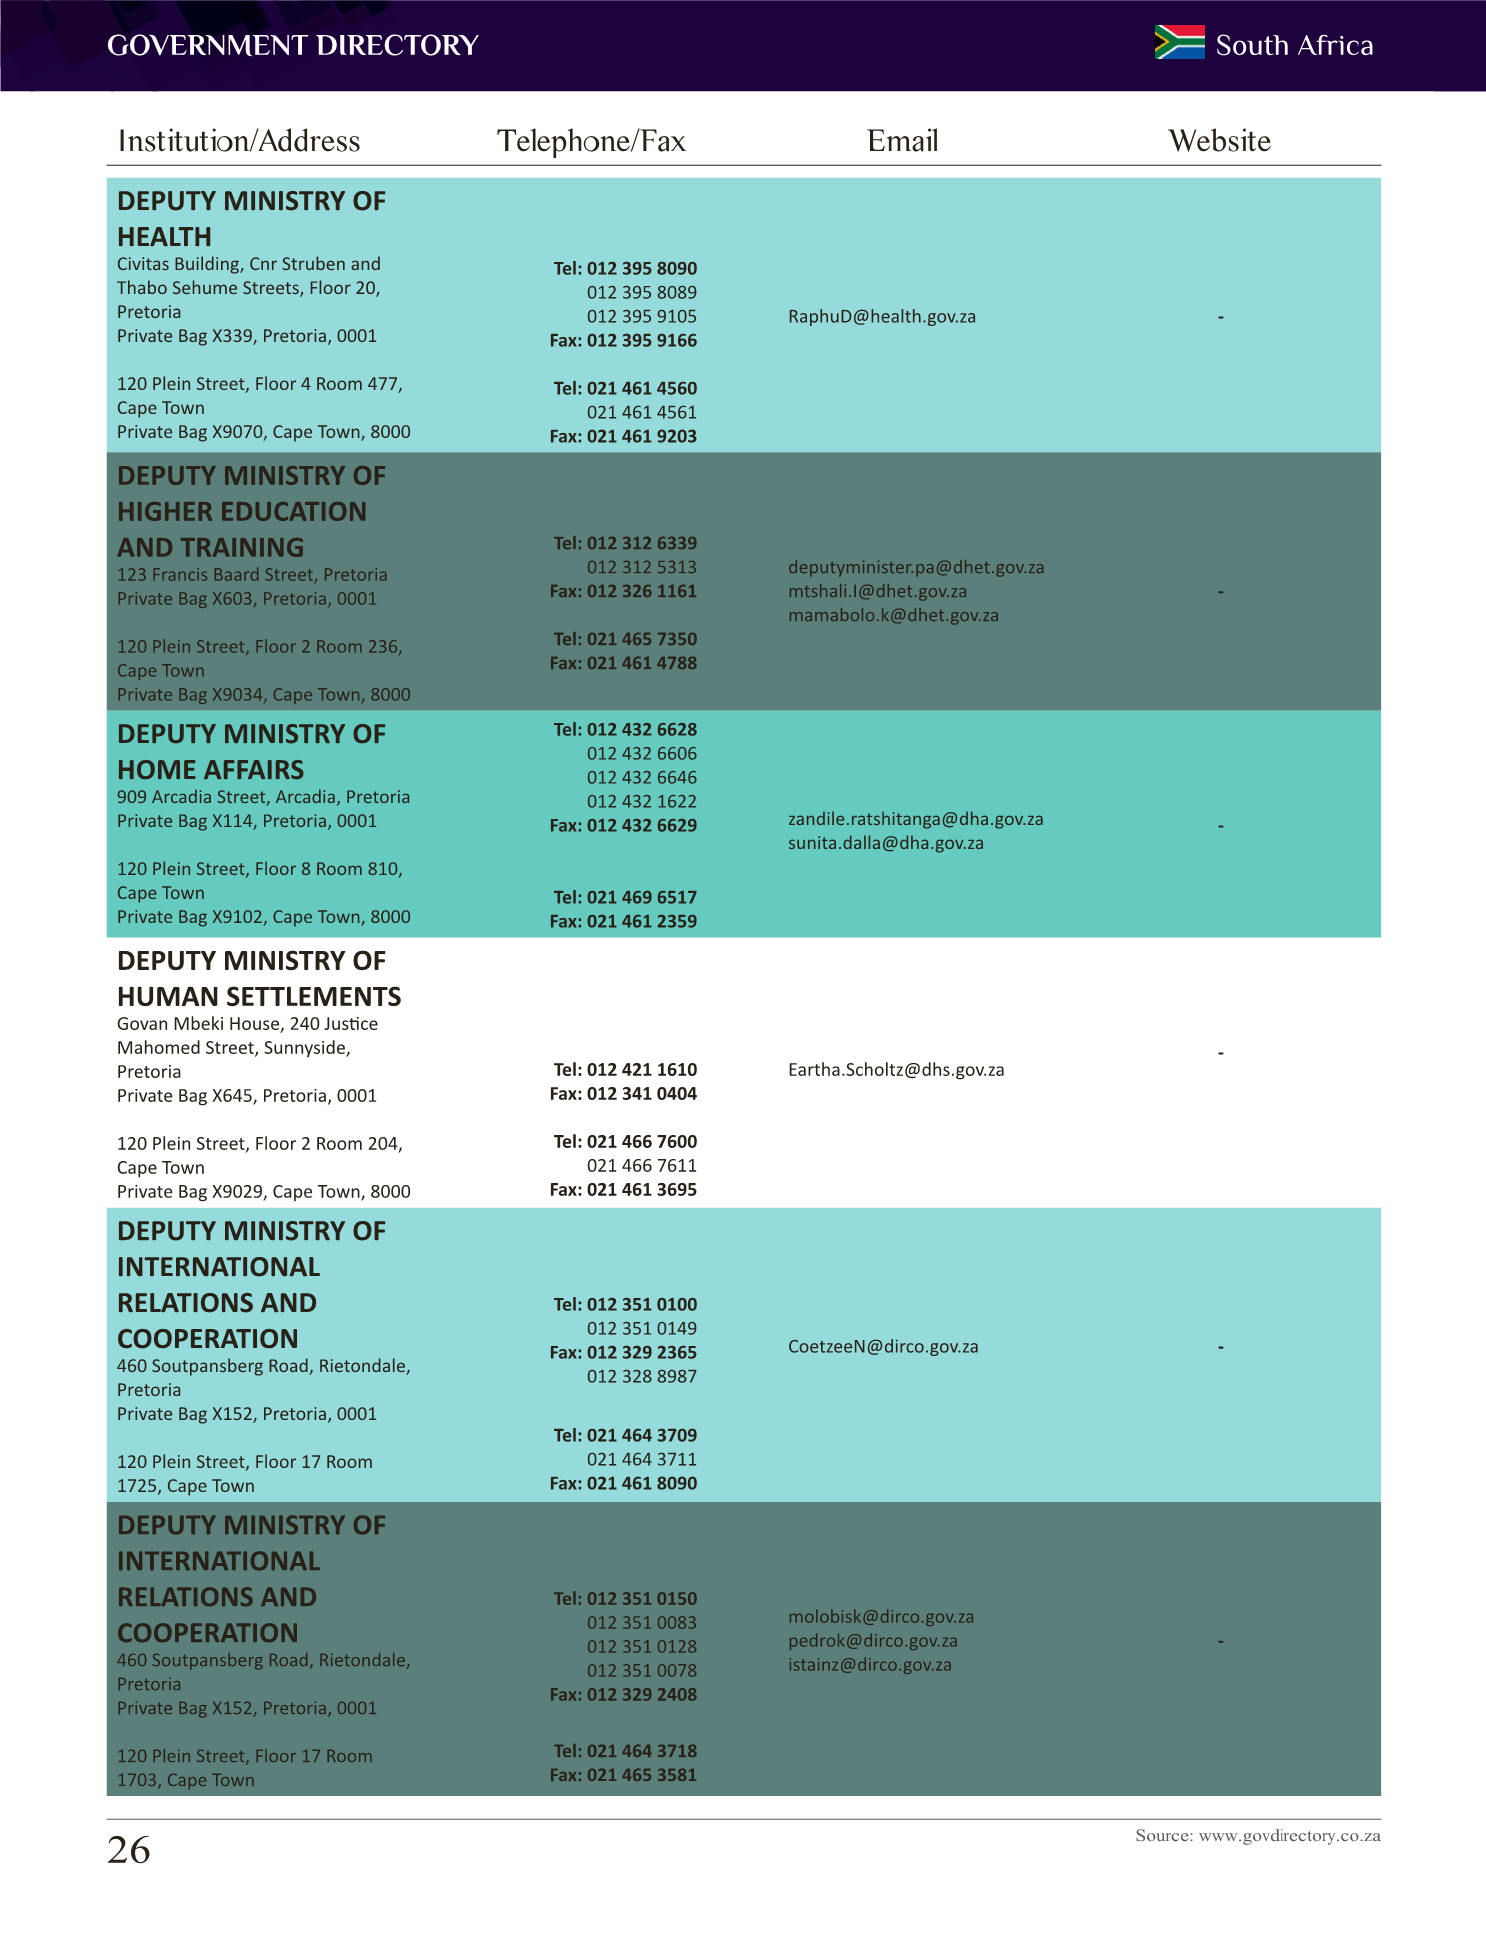 GOVERNMENT DIRECTORY
South Africa
Institution/Address
Telephone/Fax
Email
Website
DEPUTY MINISTRY OF
HEALTH
Civitas Building, Cnr Struben and
Thabo Sehume Streets, Floor 20,
Pretoria
Private Bag X339, Pretoria, 0001
120 Plein Street, Floor 4 Room 477,
Cape Town
Private Bag X9070, Cape Town, 8000
Tel: 012 395 8090
012 395 8089
012 395 9105
Fax: 012 395 9166
Tel: 021 461 4560
021 461 4561
Fax: 021 461 9203
RaphuD@health.gov.za
-
DEPUTY MINISTRY OF
HIGHER EDUCATION
AND TRAINING
123 Francis Baard Street, Pretoria
Private Bag X603, Pretoria, 0001
120 Plein Street, Floor 2 Room 236,
Cape Town
Private Bag X9034, Cape Town, 8000
Tel: 012 312 6339
012 312 5313
Fax: 012 326 1161
Tel: 021 465 7350
Fax: 021 461 4788
deputyminister.pa@dhet.gov.za
mtshali.I@dhet.gov.za
mamabolo.k@dhet.gov.za
-
DEPUTY MINISTRY OF
HOME AFFAIRS
909 Arcadia Street, Arcadia, Pretoria
Private Bag X114, Pretoria, 0001
120 Plein Street, Floor 8 Room 810,
Cape Town
Private Bag X9102, Cape Town, 8000
Tel: 012 432 6628
012 432 6606
012 432 6646
012 432 1622
Fax: 012 432 6629
Tel: 021 469 6517
Fax: 021 461 2359
zandile.ratshitanga@dha.gov.za
sunita.dalla@dha.gov.za
-
DEPUTY MINISTRY OF
HUMAN SETTLEMENTS
Govan Mbeki House, 240 Justice
Mahomed Street, Sunnyside,
Pretoria
Private Bag X645, Pretoria, 0001
120 Plein Street, Floor 2 Room 204,
Cape Town
Private Bag X9029, Cape Town, 8000
Tel: 012 421 1610
Fax: 012 341 0404
Tel: 021 466 7600
021 466 7611
Fax: 021 461 3695
Eartha.Scholtz@dhs.gov.za
-
DEPUTY MINISTRY OF
INTERNATIONAL
RELATIONS AND
COOPERATION
460 Soutpansberg Road, Rietondale,
Pretoria
Private Bag X152, Pretoria, 0001
120 Plein Street, Floor 17 Room
1725, Cape Town
Tel: 012 351 0100
012 351 0149
Fax: 012 329 2365
012 328 8987
Tel: 021 464 3709
021 464 3711
Fax: 021 461 8090
CoetzeeN@dirco.gov.za
-
DEPUTY MINISTRY OF
INTERNATIONAL
RELATIONS AND
COOPERATION
460 Soutpansberg Road, Rietondale,
Pretoria
Private Bag X152, Pretoria, 0001
120 Plein Street, Floor 17 Room
1703, Cape Town
Tel: 012 351 0150
012 351 0083
012 351 0128
012 351 0078
Fax: 012 329 2408
Tel: 021 464 3718
Fax: 021 465 3581
molobisk@dirco.gov.za
pedrok@dirco.gov.za
istainz@dirco.gov.za
-
26
Source: www.govdirectory.co.za